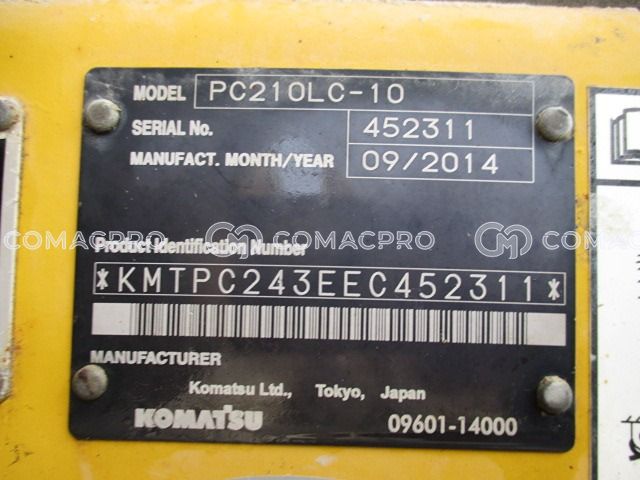 MODEL PC210LC-10
SERIAL No. 452311
MANUFACT. MONTH/YEAR 09/2014
COMACPRO COMACPRO COMACPRO
Product Identification Number
*KMTPC243EEC452311*
MANUFACTURER
Komatsu Ltd., Tokyo, Japan
KOMATSU 09601-14000